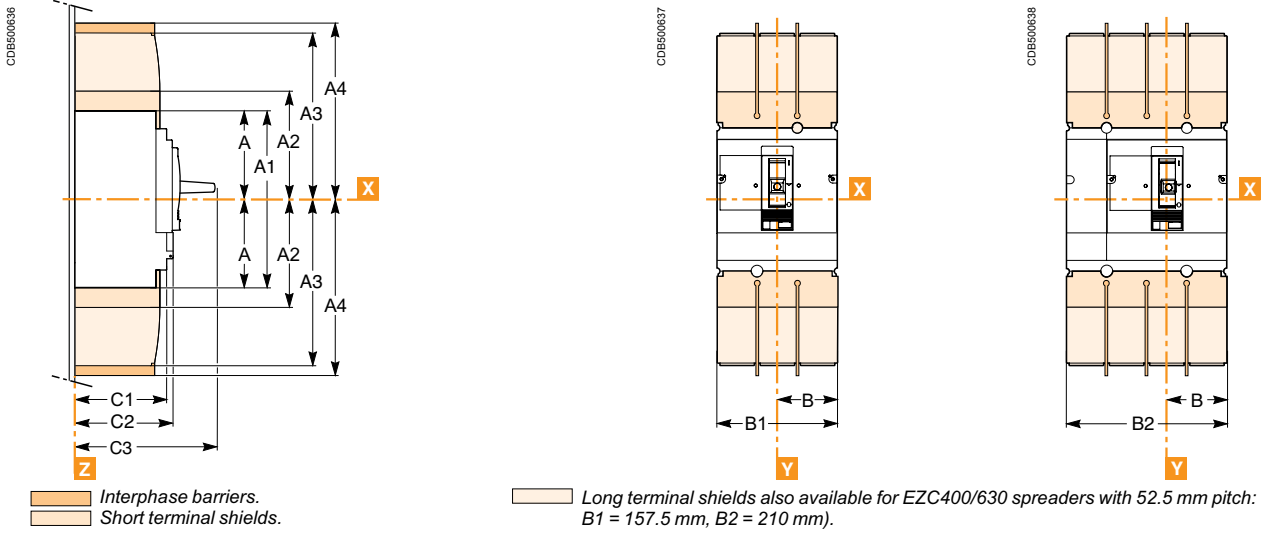 CDB500636
A4
A3
A2
A
A1
X
A
A2
A3
A4
C1
C2
C3
Z
Interphase barriers.
Short terminal shields.
CDB500637
X
B
B1
Y
CDB500638
X
B
B2
Y
Long terminal shields also available for EZC400/630 spreaders with 52.5 mm pitch:
B1 = 157.5 mm, B2 = 210 mm).